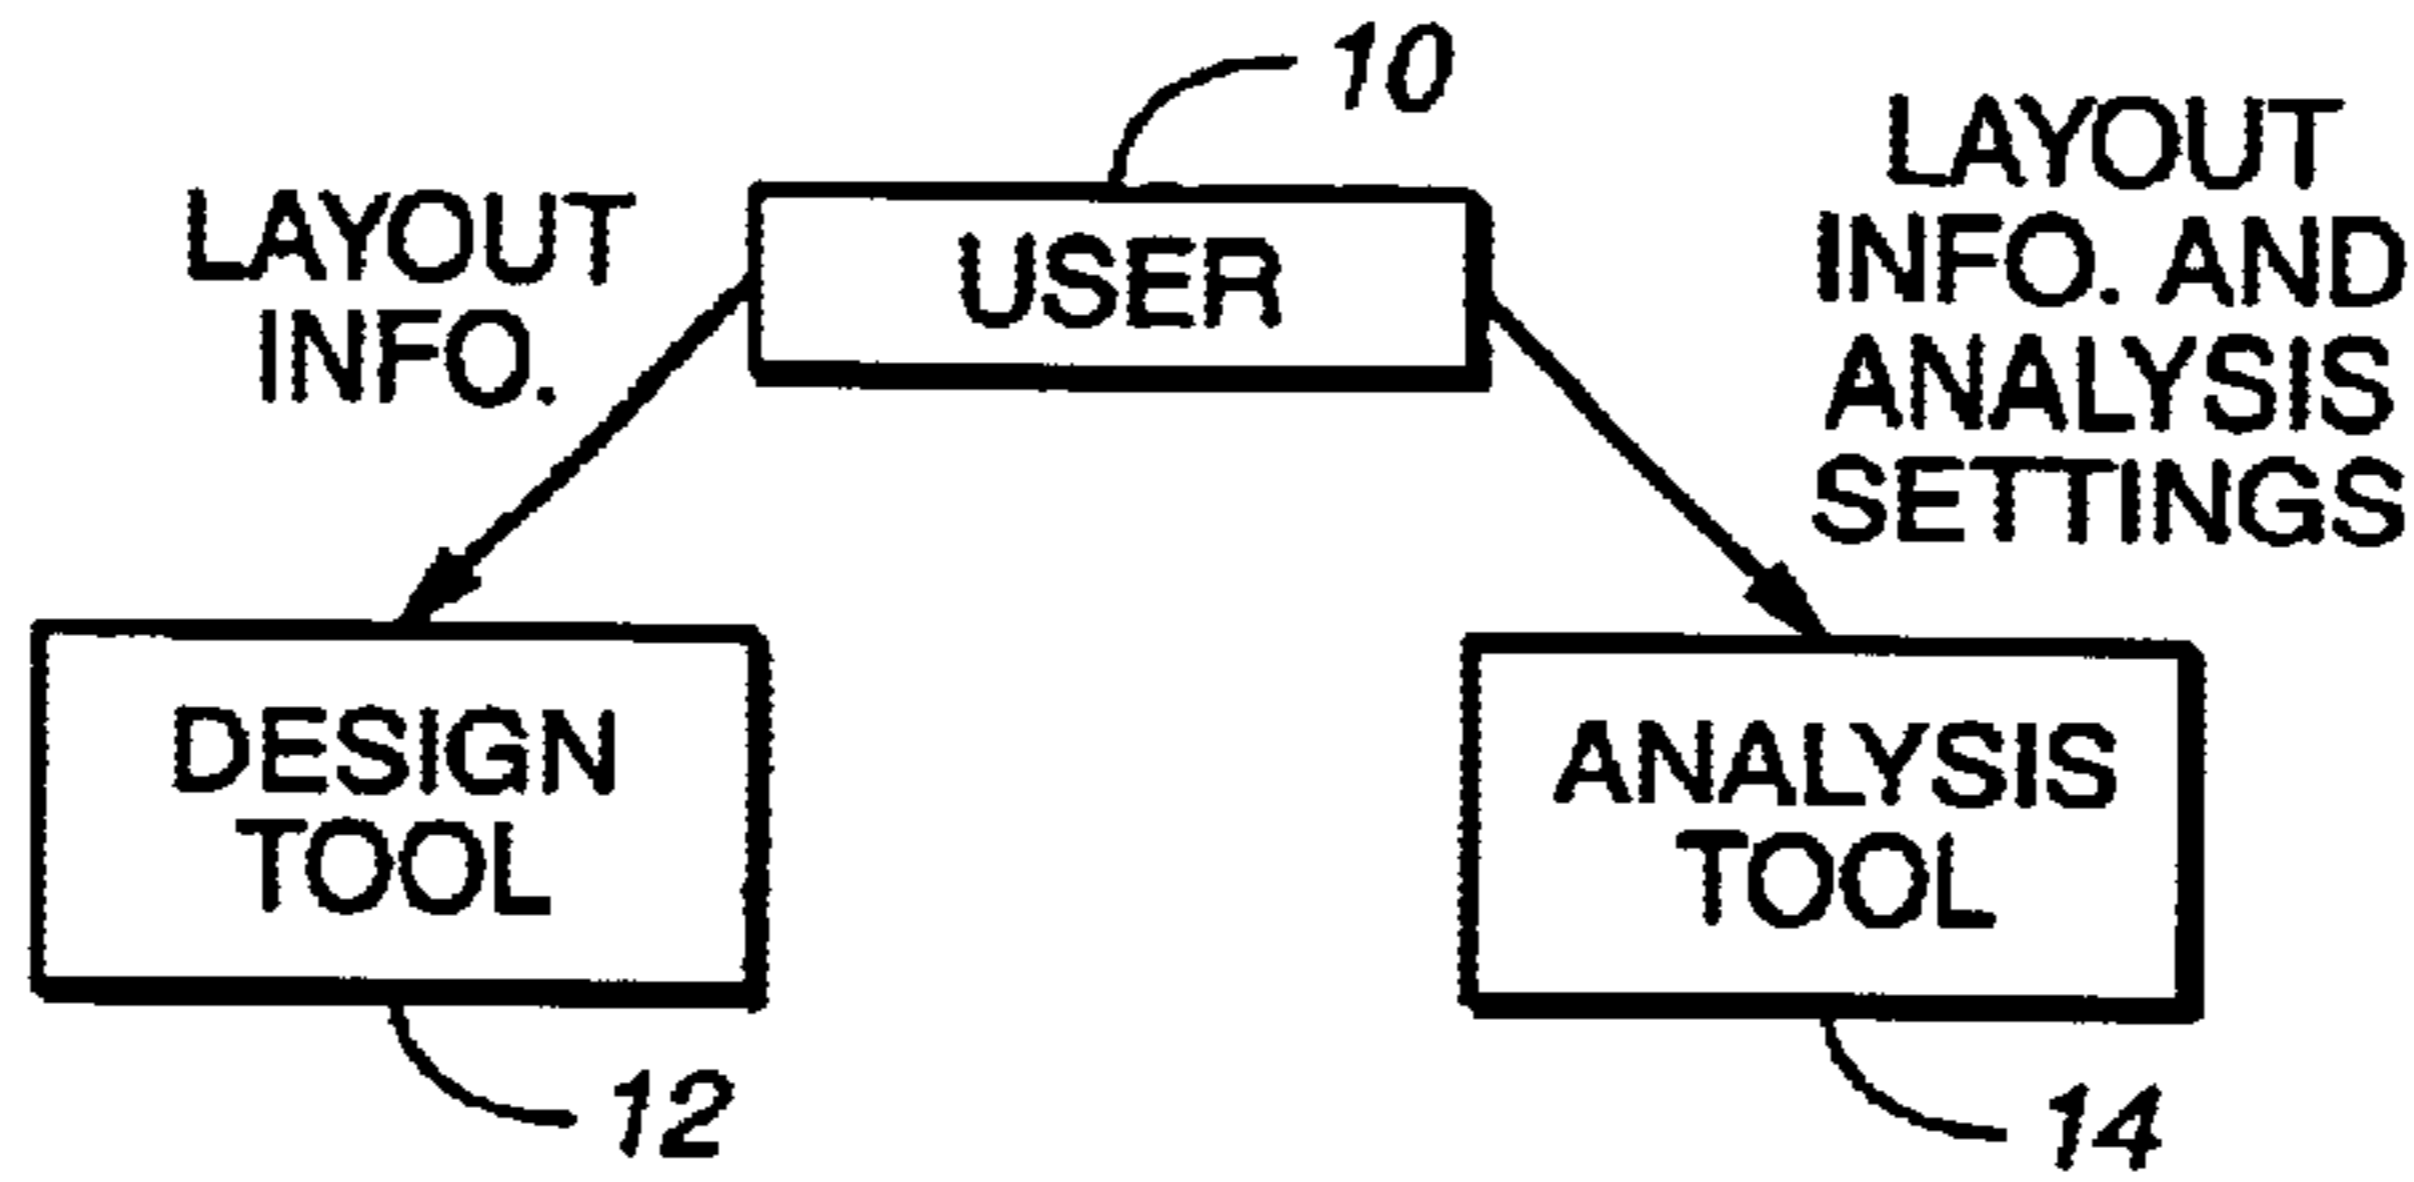 10
LAYOUT
INFO.
USER
LAYOUT
INFO. AND
ANALYSIS
SETTINGS
DESIGN
TOOL
ANALYSIS
TOOL
12
14